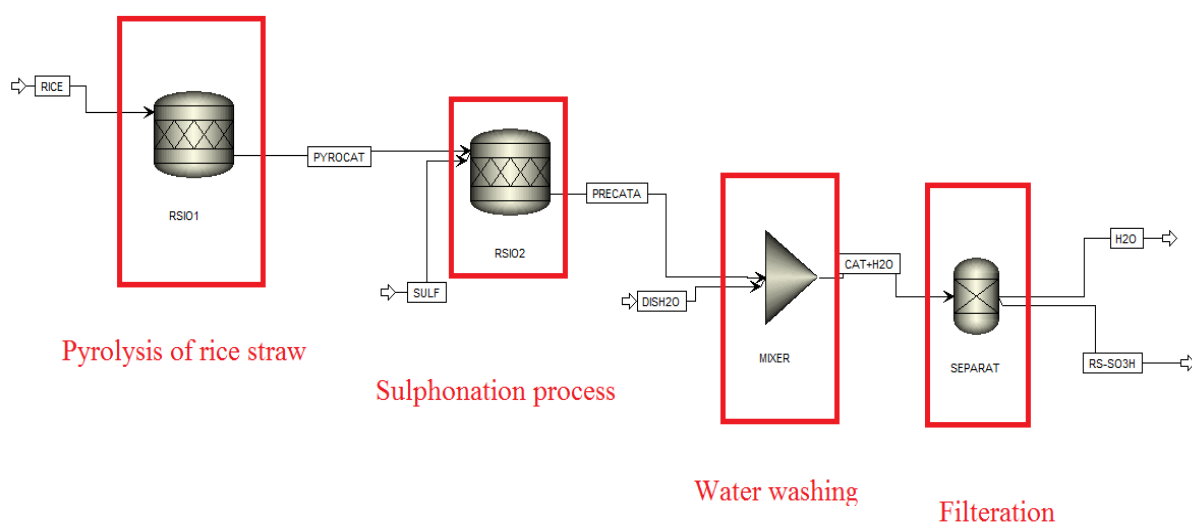 RICE
RSIO1
PYROCAT
SULF
RSIO2
PRECATA
DISH2O
MIXER
CAT+H2O
SEPARAT
H2O
RS-SO3H
Pyrolysis of rice straw
Sulphonation process
Water washing
Filteration